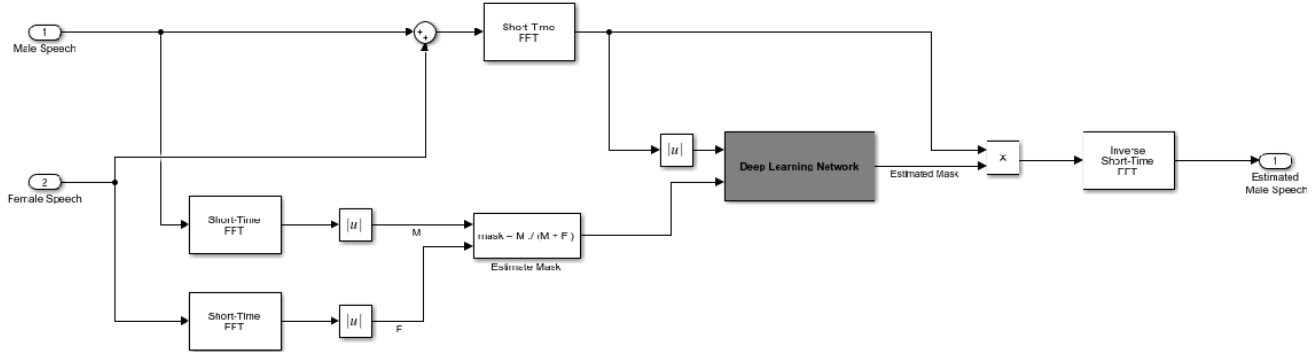 1
Male Speech
+
+
Short Time
FFT
|u|
Deep Learning Network
Estimated Mask
×
Inverse
Short-Time
FFT
1
Estimated
Male Speech
2
Female Speech
Short-Time
FFT
|u|
M
mask = M ./ (M + F)
Estimate Mask
Short-Time
FFT
|u|
F